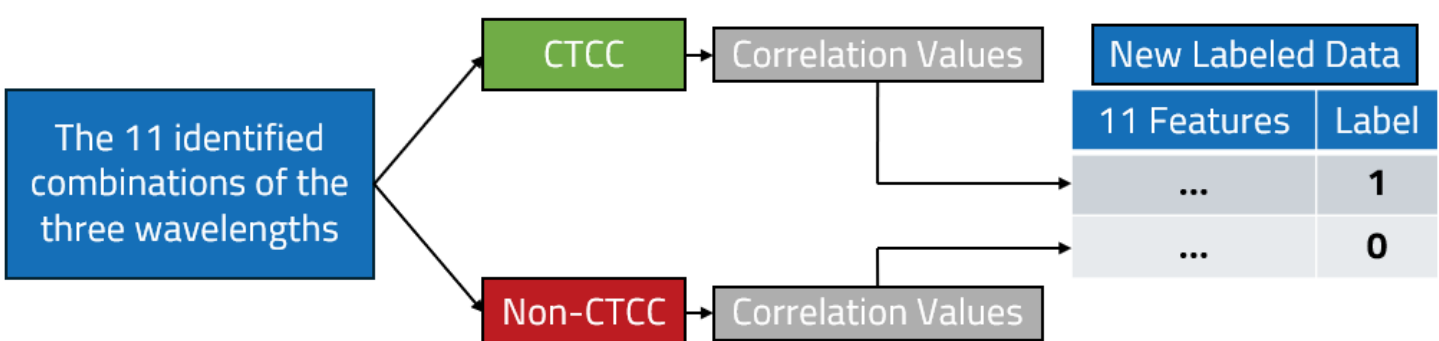 The 11 identified
combinations of the
three wavelengths
CTCC
Correlation Values
Non-CTCC
Correlation Values
New Labeled Data
11 Features Label
... 1
... 0